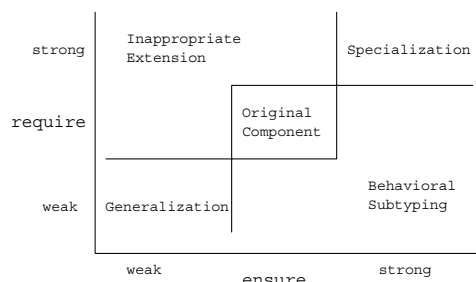 Inappropriate
Extension
strong
Specialization
require
Original
Component
Behavioral
Subtyping
weak
Generalization
weak
ensure
strong